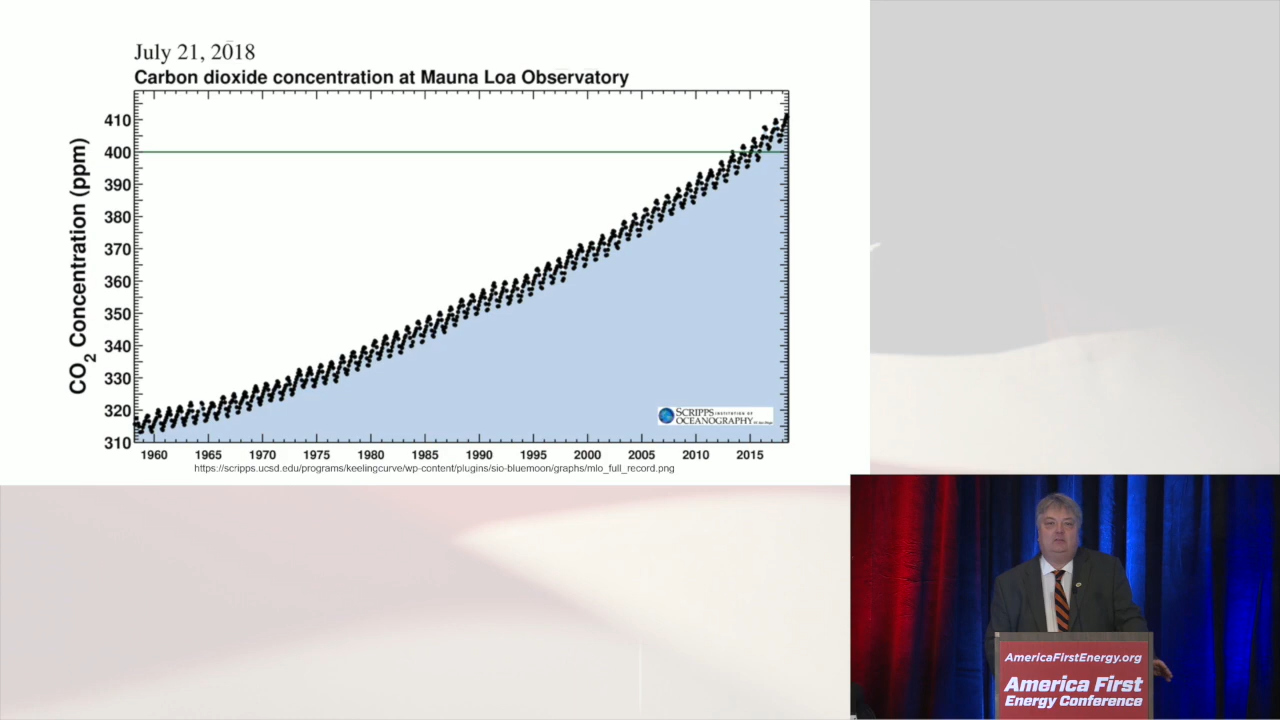 July 21, 2018
Carbon dioxide concentration at Mauna Loa Observatory
CO2 Concentration (ppm)
410
400
390
380
370
360
350
340
330
320
310
1960 1965 1970 1975 1980 1985 1990 1995 2000 2005 2010 2015
SCRIPPS INSTITUTION OF
OCEANOGRAPHY
https://scripps.ucsd.edu/programs/keelingcurve/wp-content/plugins/sio-bluemoon/graphs/mlo_full_record.png
AmericaFirstEnergy.org
America First
Energy Conference